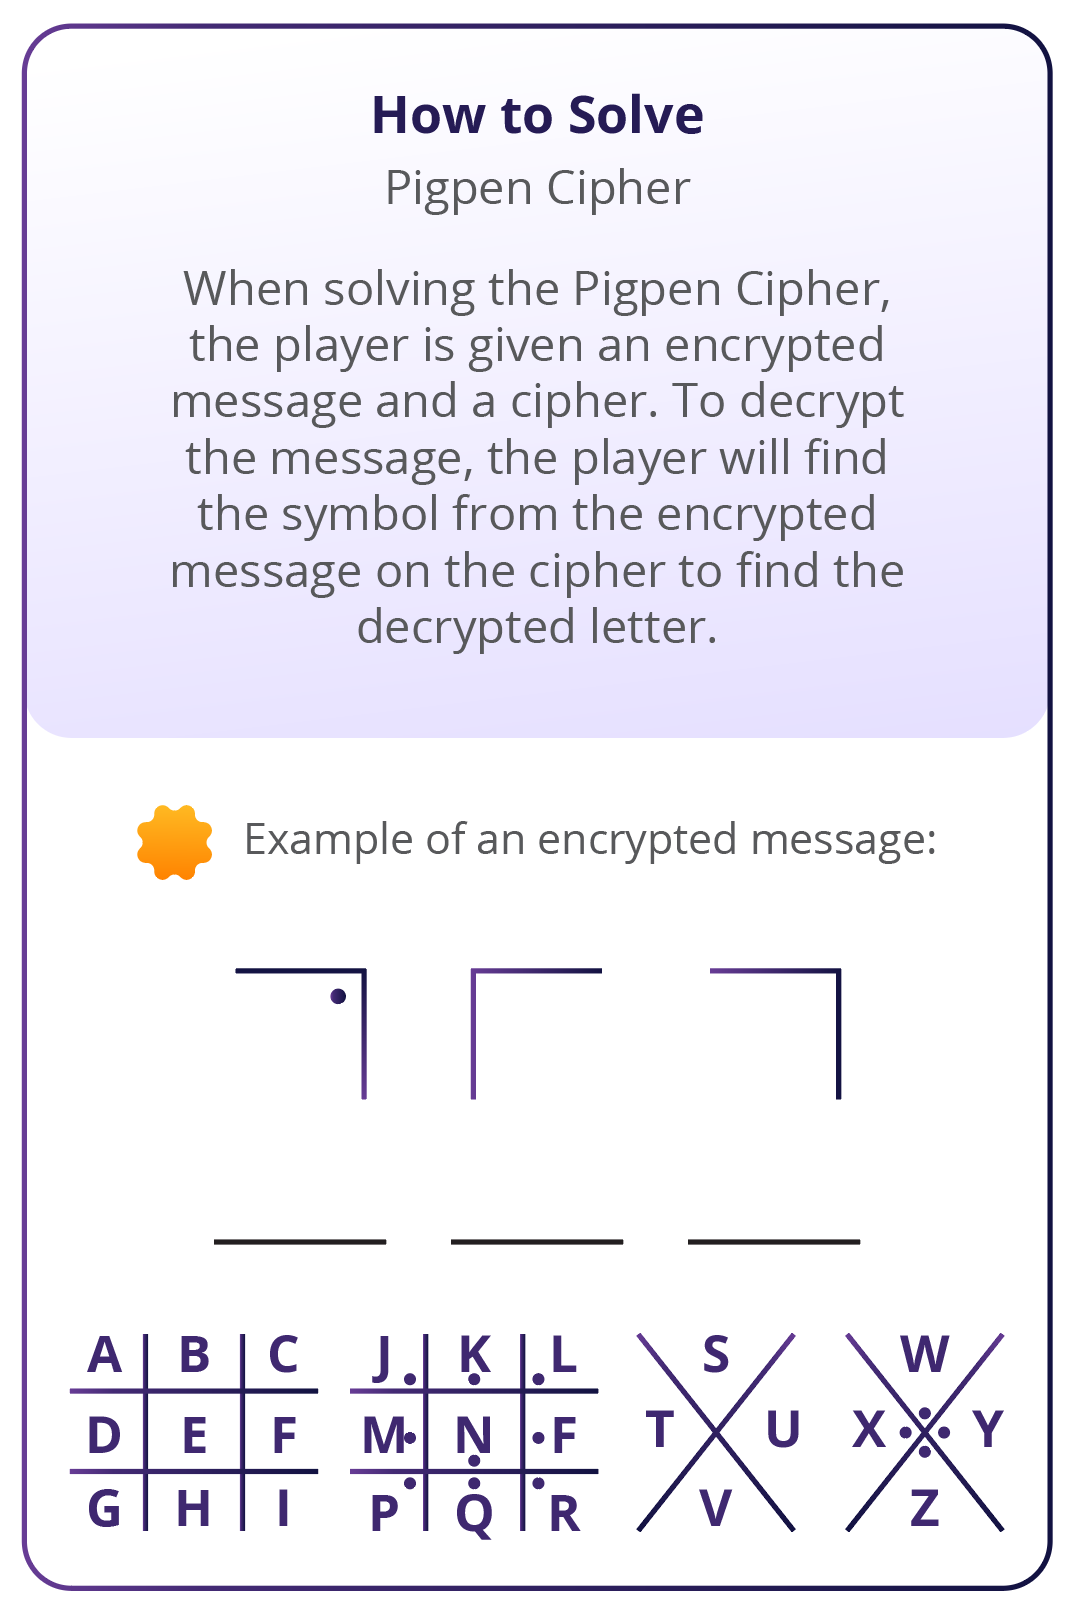 How to Solve
Pigpen Cipher
When solving the Pigpen Cipher,
the player is given an encrypted
message and a cipher. To decrypt
the message, the player will find
the symbol from the encrypted
message on the cipher to find the
decrypted letter.
Example of an encrypted message:
A B C J K L S W
D E F M N F T U X Y
G H I P Q R V Z